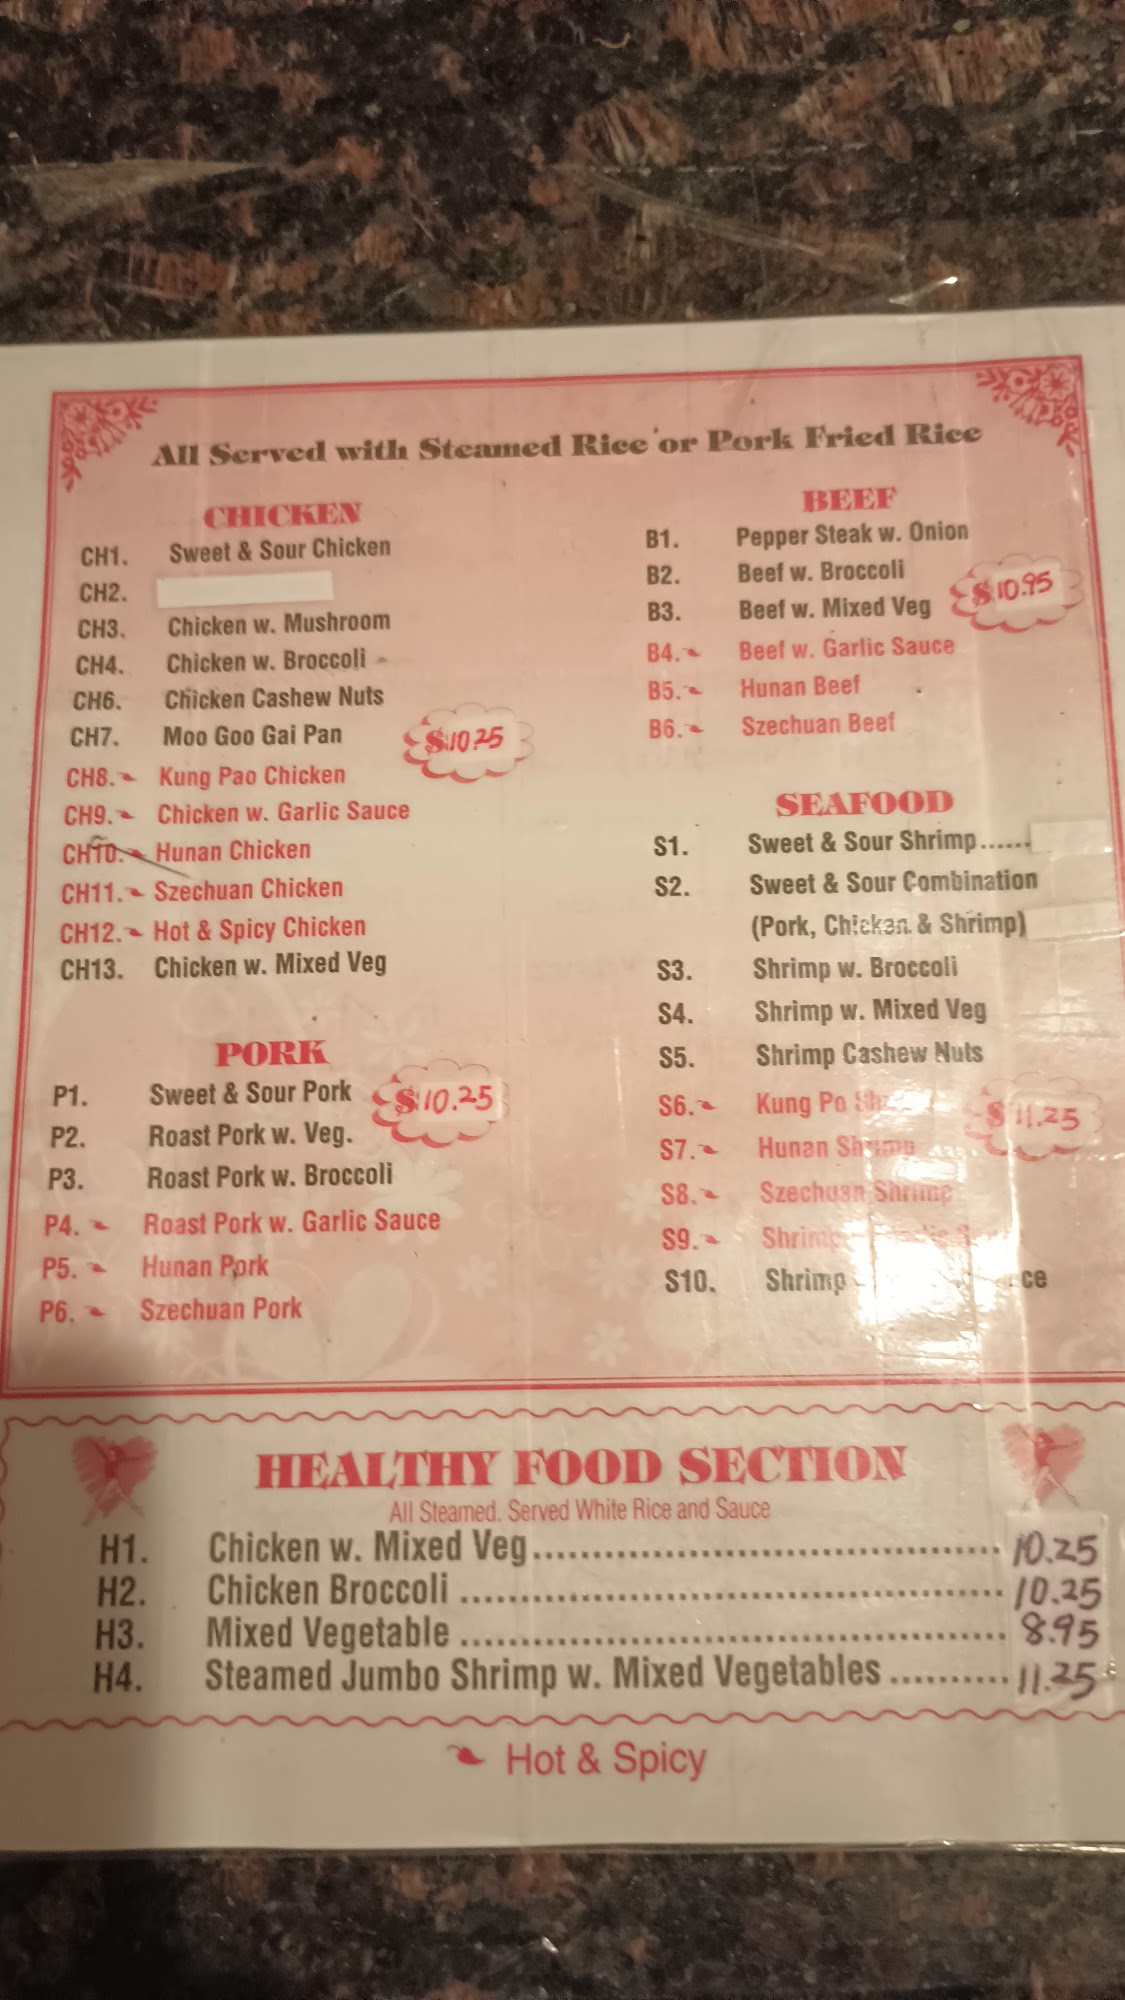 All Served with Steamed Rice or Pork Fried Rice
CHICKEN
CH1. Sweet & Sour Chicken
CH2.
CH3. Chicken w. Mushroom
CH4. Chicken w. Broccoli
CH6. Chicken Cashew Nuts
CH7. Moo Goo Gai Pan
$10.25
CH8. Kung Pao Chicken
CH9. Chicken w. Garlic Sauce
CH10. Hunan Chicken
CH11. Szechuan Chicken
CH12. Hot & Spicy Chicken
CH13. Chicken w. Mixed Veg
PORK
P1. Sweet & Sour Pork
$10.25
P2. Roast Pork w. Veg.
P3. Roast Pork w. Broccoli
P4. Roast Pork w. Garlic Sauce
P5. Hunan Pork
P6. Szechuan Pork
BEEF
B1. Pepper Steak w. Onion
B2. Beef w. Broccoli
$10.95
B3. Beef w. Mixed Veg
B4. Beef w. Garlic Sauce
B5. Hunan Beef
B6. Szechuan Beef
SEAFOOD
S1. Sweet & Sour Shrimp......
S2. Sweet & Sour Combination
(Pork, Chicken & Shrimp)
S3. Shrimp w. Broccoli
S4. Shrimp w. Mixed Veg
S5. Shrimp Cashew Nuts
S6. Kung Po
$11.25
S7. Hunan Shrimp
S8. Szechuan Shrimp
S9. Shrimp
S10. Shrimp
HEALTHY FOOD SECTION
All Steamed. Served White Rice and Sauce
H1. Chicken w. Mixed Veg.......................................... 10.25
H2. Chicken Broccoli ................................................ 10.25
H3. Mixed Vegetable ................................................ 8.95
H4. Steamed Jumbo Shrimp w. Mixed Vegetables .......... 11.25
Hot & Spicy